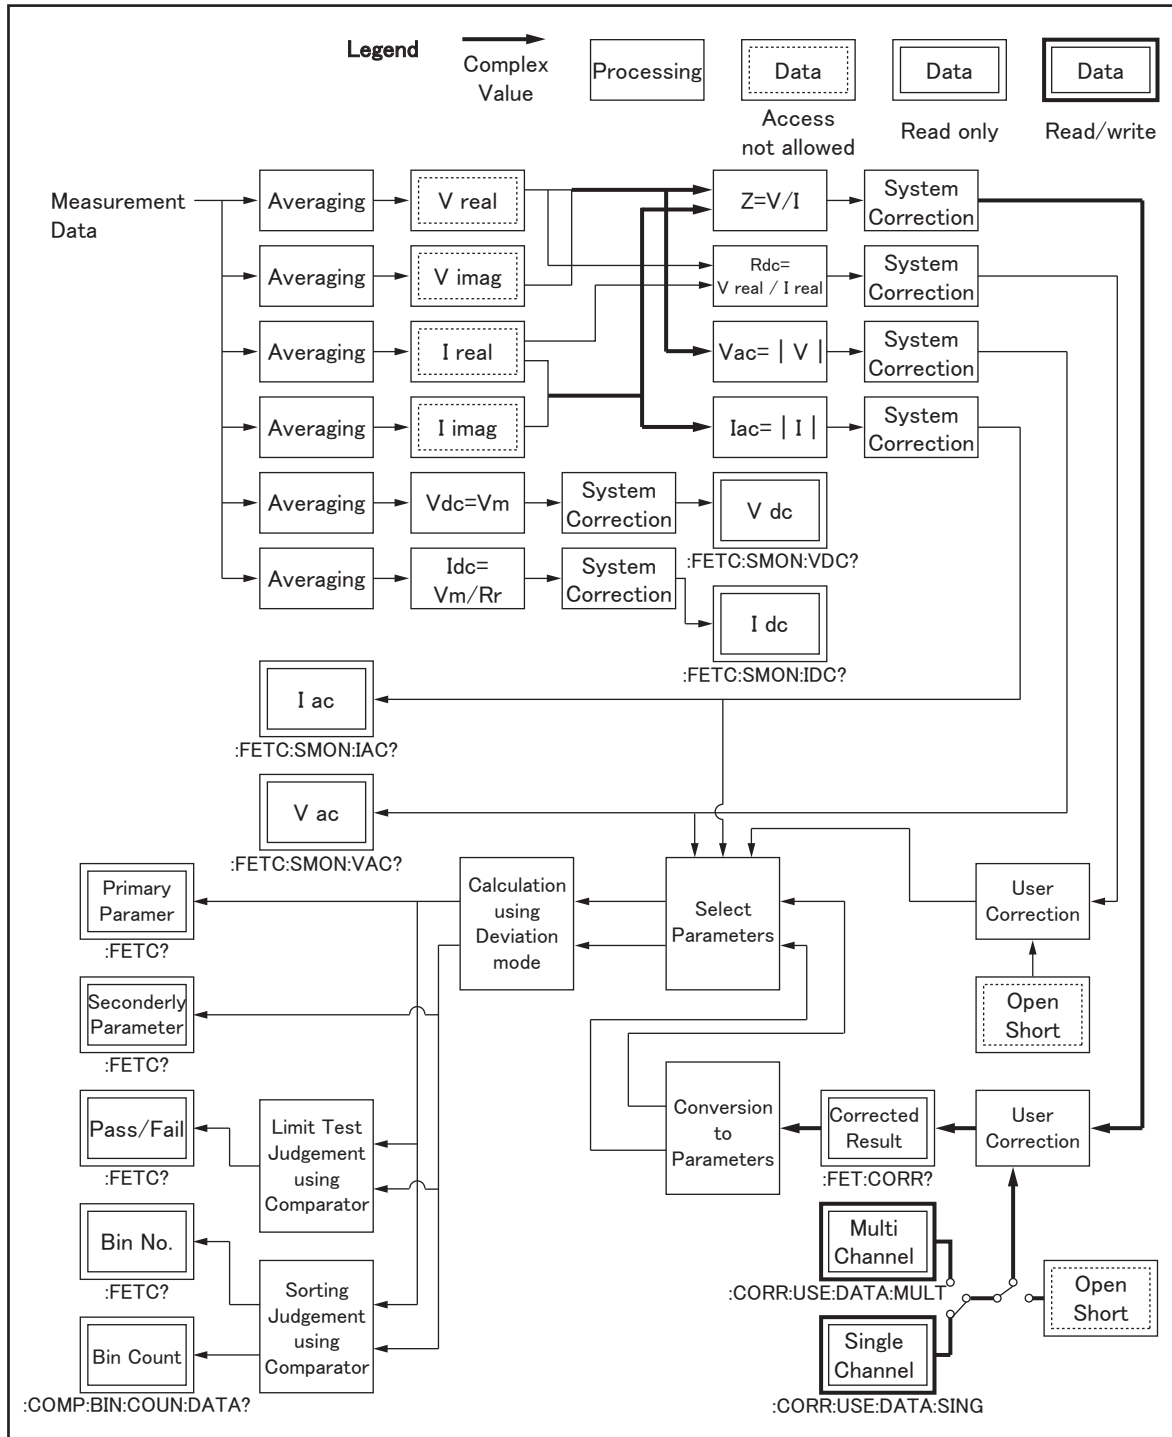 Legend
Complex
Value
Processing
Data
Access
not allowed
Data
Read only
Data
Read/write
Measurement
Data
Averaging
V real
Z=V/I
System
Correction
Averaging
V imag
Rdc=
V real / I real
System
Correction
Averaging
I real
Vac= | V |
System
Correction
Averaging
I imag
Iac= | I |
System
Correction
Averaging
Vdc=Vm
System
Correction
V dc
:FETC:SMON:VDC?
Averaging
Idc=
Vm/Rr
System
Correction
I dc
:FETC:SMON:IDC?
I ac
:FETC:SMON:IAC?
V ac
:FETC:SMON:VAC?
Primary
Paramer
:FETC?
Calculation
using
Deviation
mode
Select
Parameters
User
Correction
Seconderly
Parameter
:FETC?
Open
Short
Pass/Fail
:FETC?
Limit Test
Judgement
using
Comparator
Conversion
to
Parameters
Corrected
Result
:FET:CORR?
User
Correction
Bin No.
:FETC?
Multi
Channel
:CORR:USE:DATA:MULT
Sorting
Judgement
using
Comparator
Open
Short
Bin Count
:COMP:BIN:COUN:DATA?
Single
Channel
:CORR:USE:DATA:SING